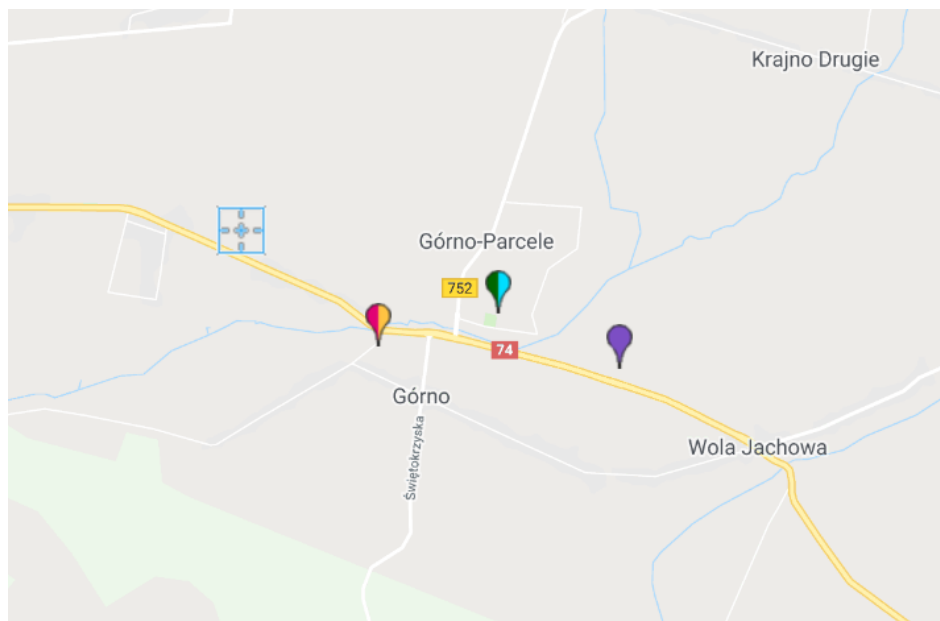 Krajno Drugie
Górno-Parcele
752
74
Górno
Wola Jachowa
Świętokrzyska